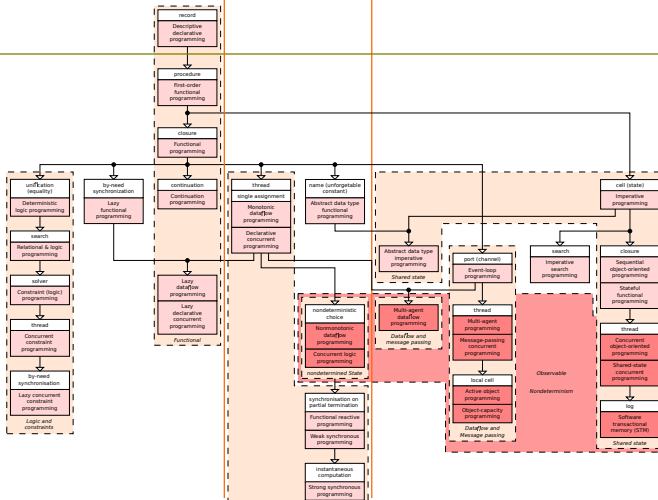 record
Descriptive
declarative
programming
procedure
First-order
functional
programming
closure
Functional
programming
unification
(equality)
Deterministic
logic programming
search
Relational & logic
programming
solver
Constraint (logic)
programming
thread
Concurrent
constraint
programming
by-need
synchronisation
Lazy concurrent
constraint
programming
Logic and
constraints
by-need
synchronization
Lazy
functional
programming
continuation
Continuation
programming
Lazy
dataflow
programming
Lazy
declarative
concurrent
programming
Functional
thread
single assignment
Monotonic
dataflow
programming
Declarative
concurrent
programming
name (unforgetable
constant)
Abstract data type
functional
programming
nondeterministic
choice
Nonmonotonic
dataflow
programming
Concurrent logic
programming
nondetermined State
synchronisation on
partial termination
Functional reactive
programming
Weak synchronous
programming
instantaneous
computation
Strong synchronous
programming
Abstract data type
imperative
programming
Shared state
Multi-agent
dataflow
programming
Dataflow and
message passing
port (channel)
Event-loop
programming
thread
Multi-agent
programming
Message-passing
concurrent
programming
local cell
Active object
programming
Object-capacity
programming
Dataflow and
Message passing
search
Imperative
search
programming
Observable
Nondeterminism
cell (state)
Imperative
programming
closure
Sequential
object-oriented
programming
Stateful
functional
programming
thread
Concurrent
object-oriented
programming
Shared-state
concurrent
programming
log
Software
transactional
memory (STM)
Shared state